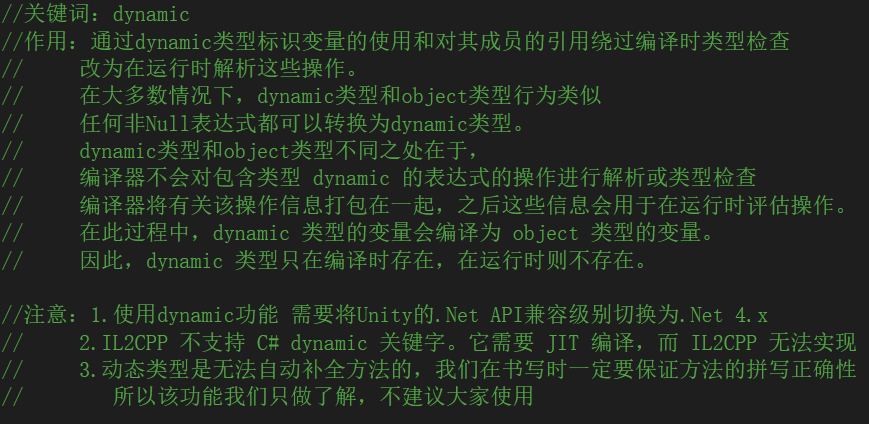 //关键词：dynamic
//作用：通过dynamic类型标识变量的使用和对其成员的引用绕过编译时类型检查
//     改为在运行时解析这些操作。
//     在大多数情况下，dynamic类型和object类型行为类似
//     任何非Null表达式都可以转换为dynamic类型。
//     dynamic类型和object类型不同之处在于，
//     编译器不会对包含类型 dynamic 的表达式的操作进行解析或类型检查
//     编译器将有关该操作信息打包在一起，之后这些信息会用于在运行时评估操作。
//     在此过程中，dynamic 类型的变量会编译为 object 类型的变量。
//     因此，dynamic 类型只在编译时存在，在运行时则不存在。
//注意：1.使用dynamic功能 需要将Unity的.Net API兼容级别切换为.Net 4.x
//     2.IL2CPP 不支持 C# dynamic 关键字。它需要 JIT 编译，而 IL2CPP 无法实现
//     3.动态类型是无法自动补全方法的，我们在书写时一定要保证方法的拼写正确性
//       所以该功能我们只做了解，不建议大家使用